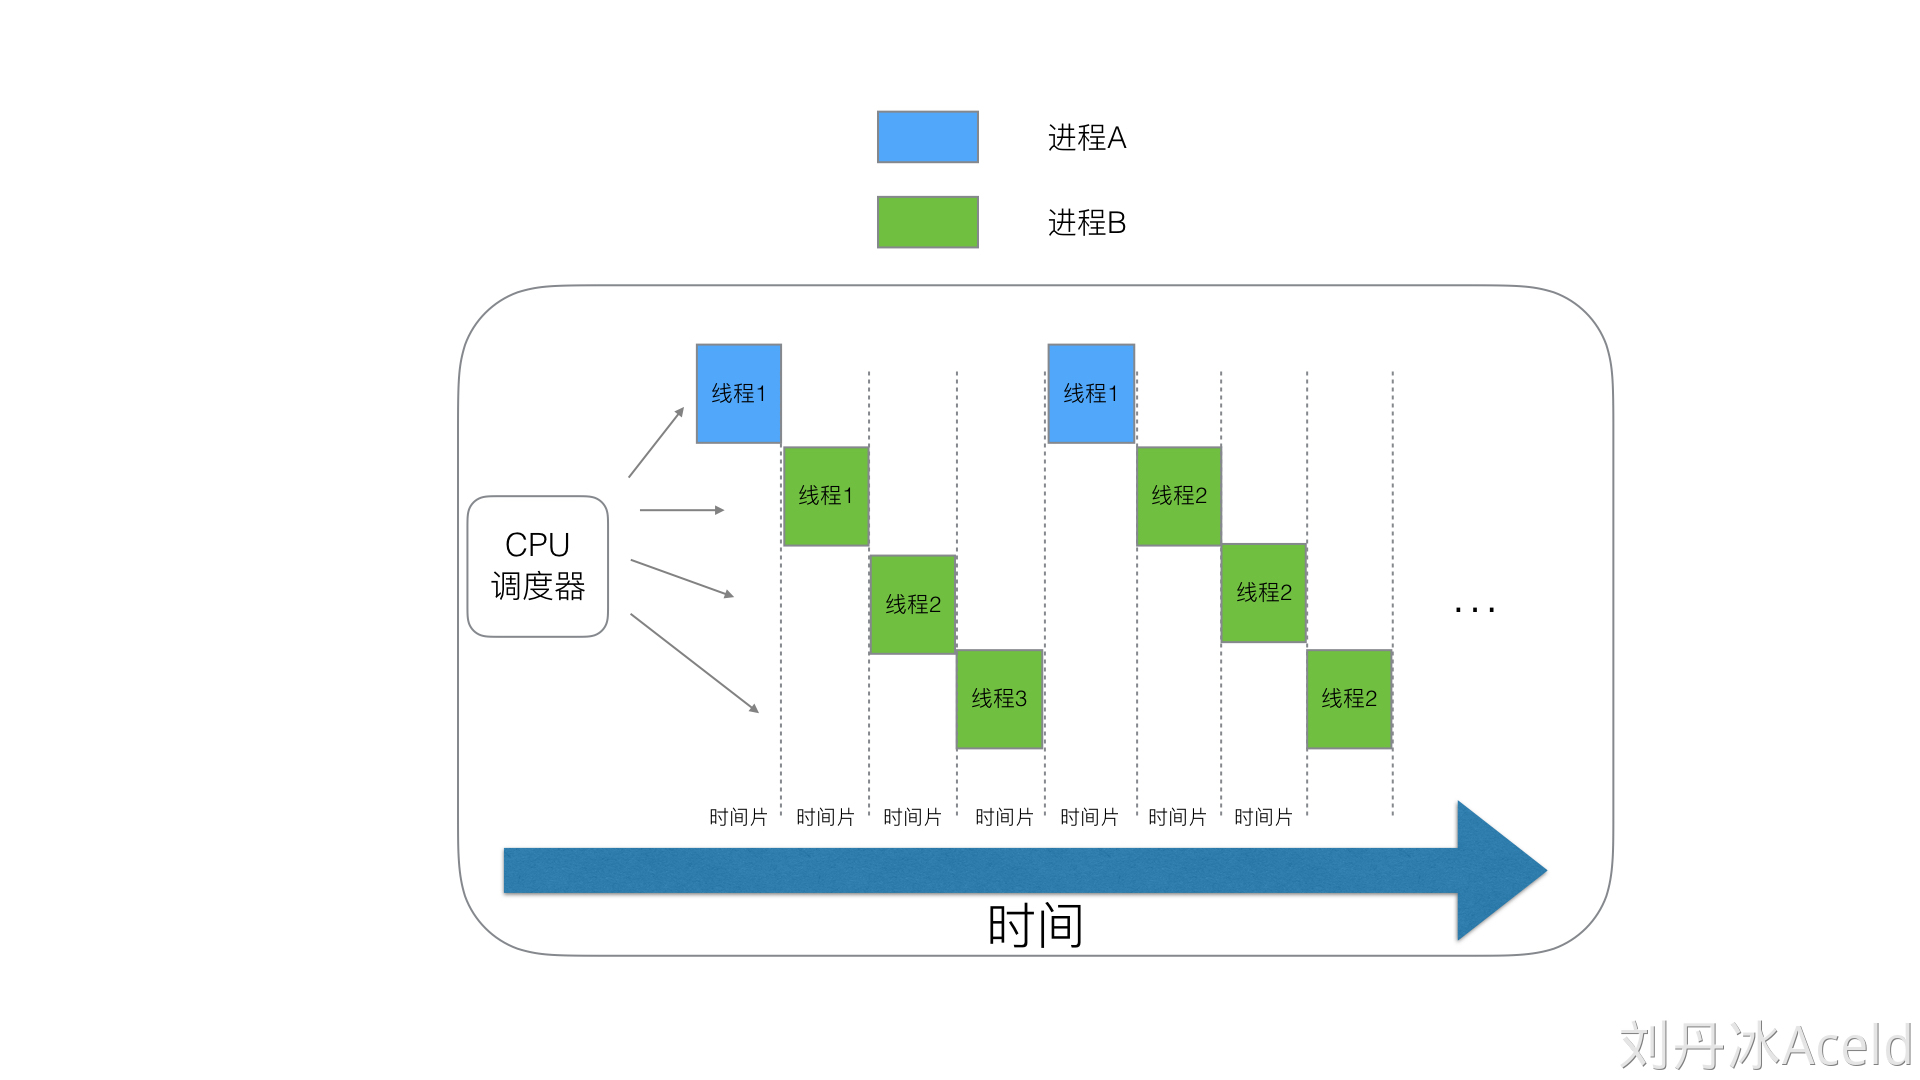 进程A
进程B
线程1
线程1
线程1
线程2
线程2
线程2
线程3
线程2
CPU
调度器
...
时间片
时间片
时间片
时间片
时间片
时间片
时间片
时间
刘丹冰Aceld